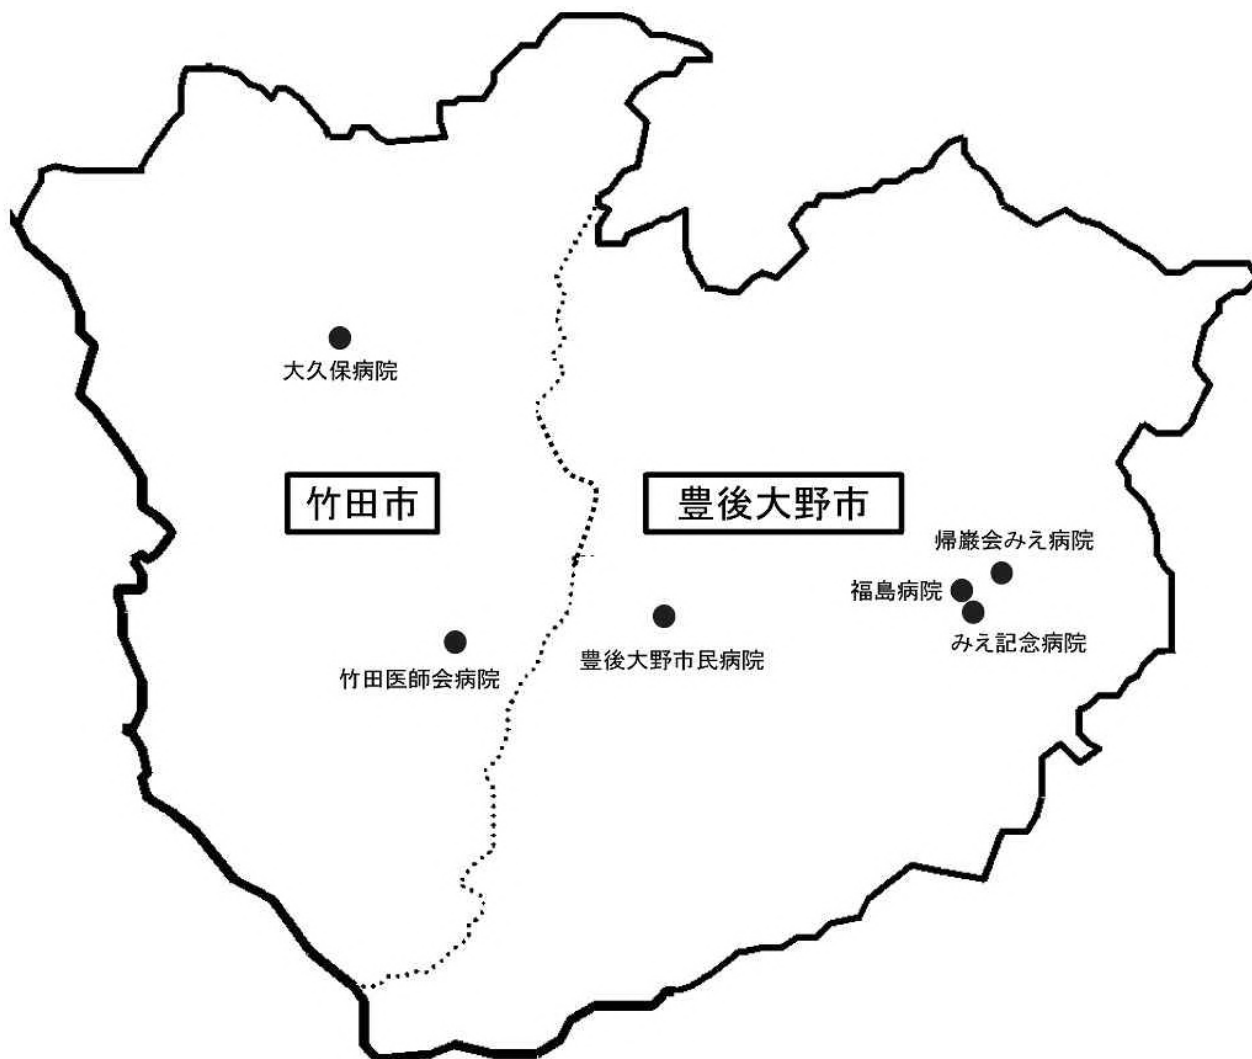 大久保病院
竹田市
豊後大野市
帰巌会みえ病院
福島病院
みえ記念病院
豊後大野市民病院
竹田医師会病院